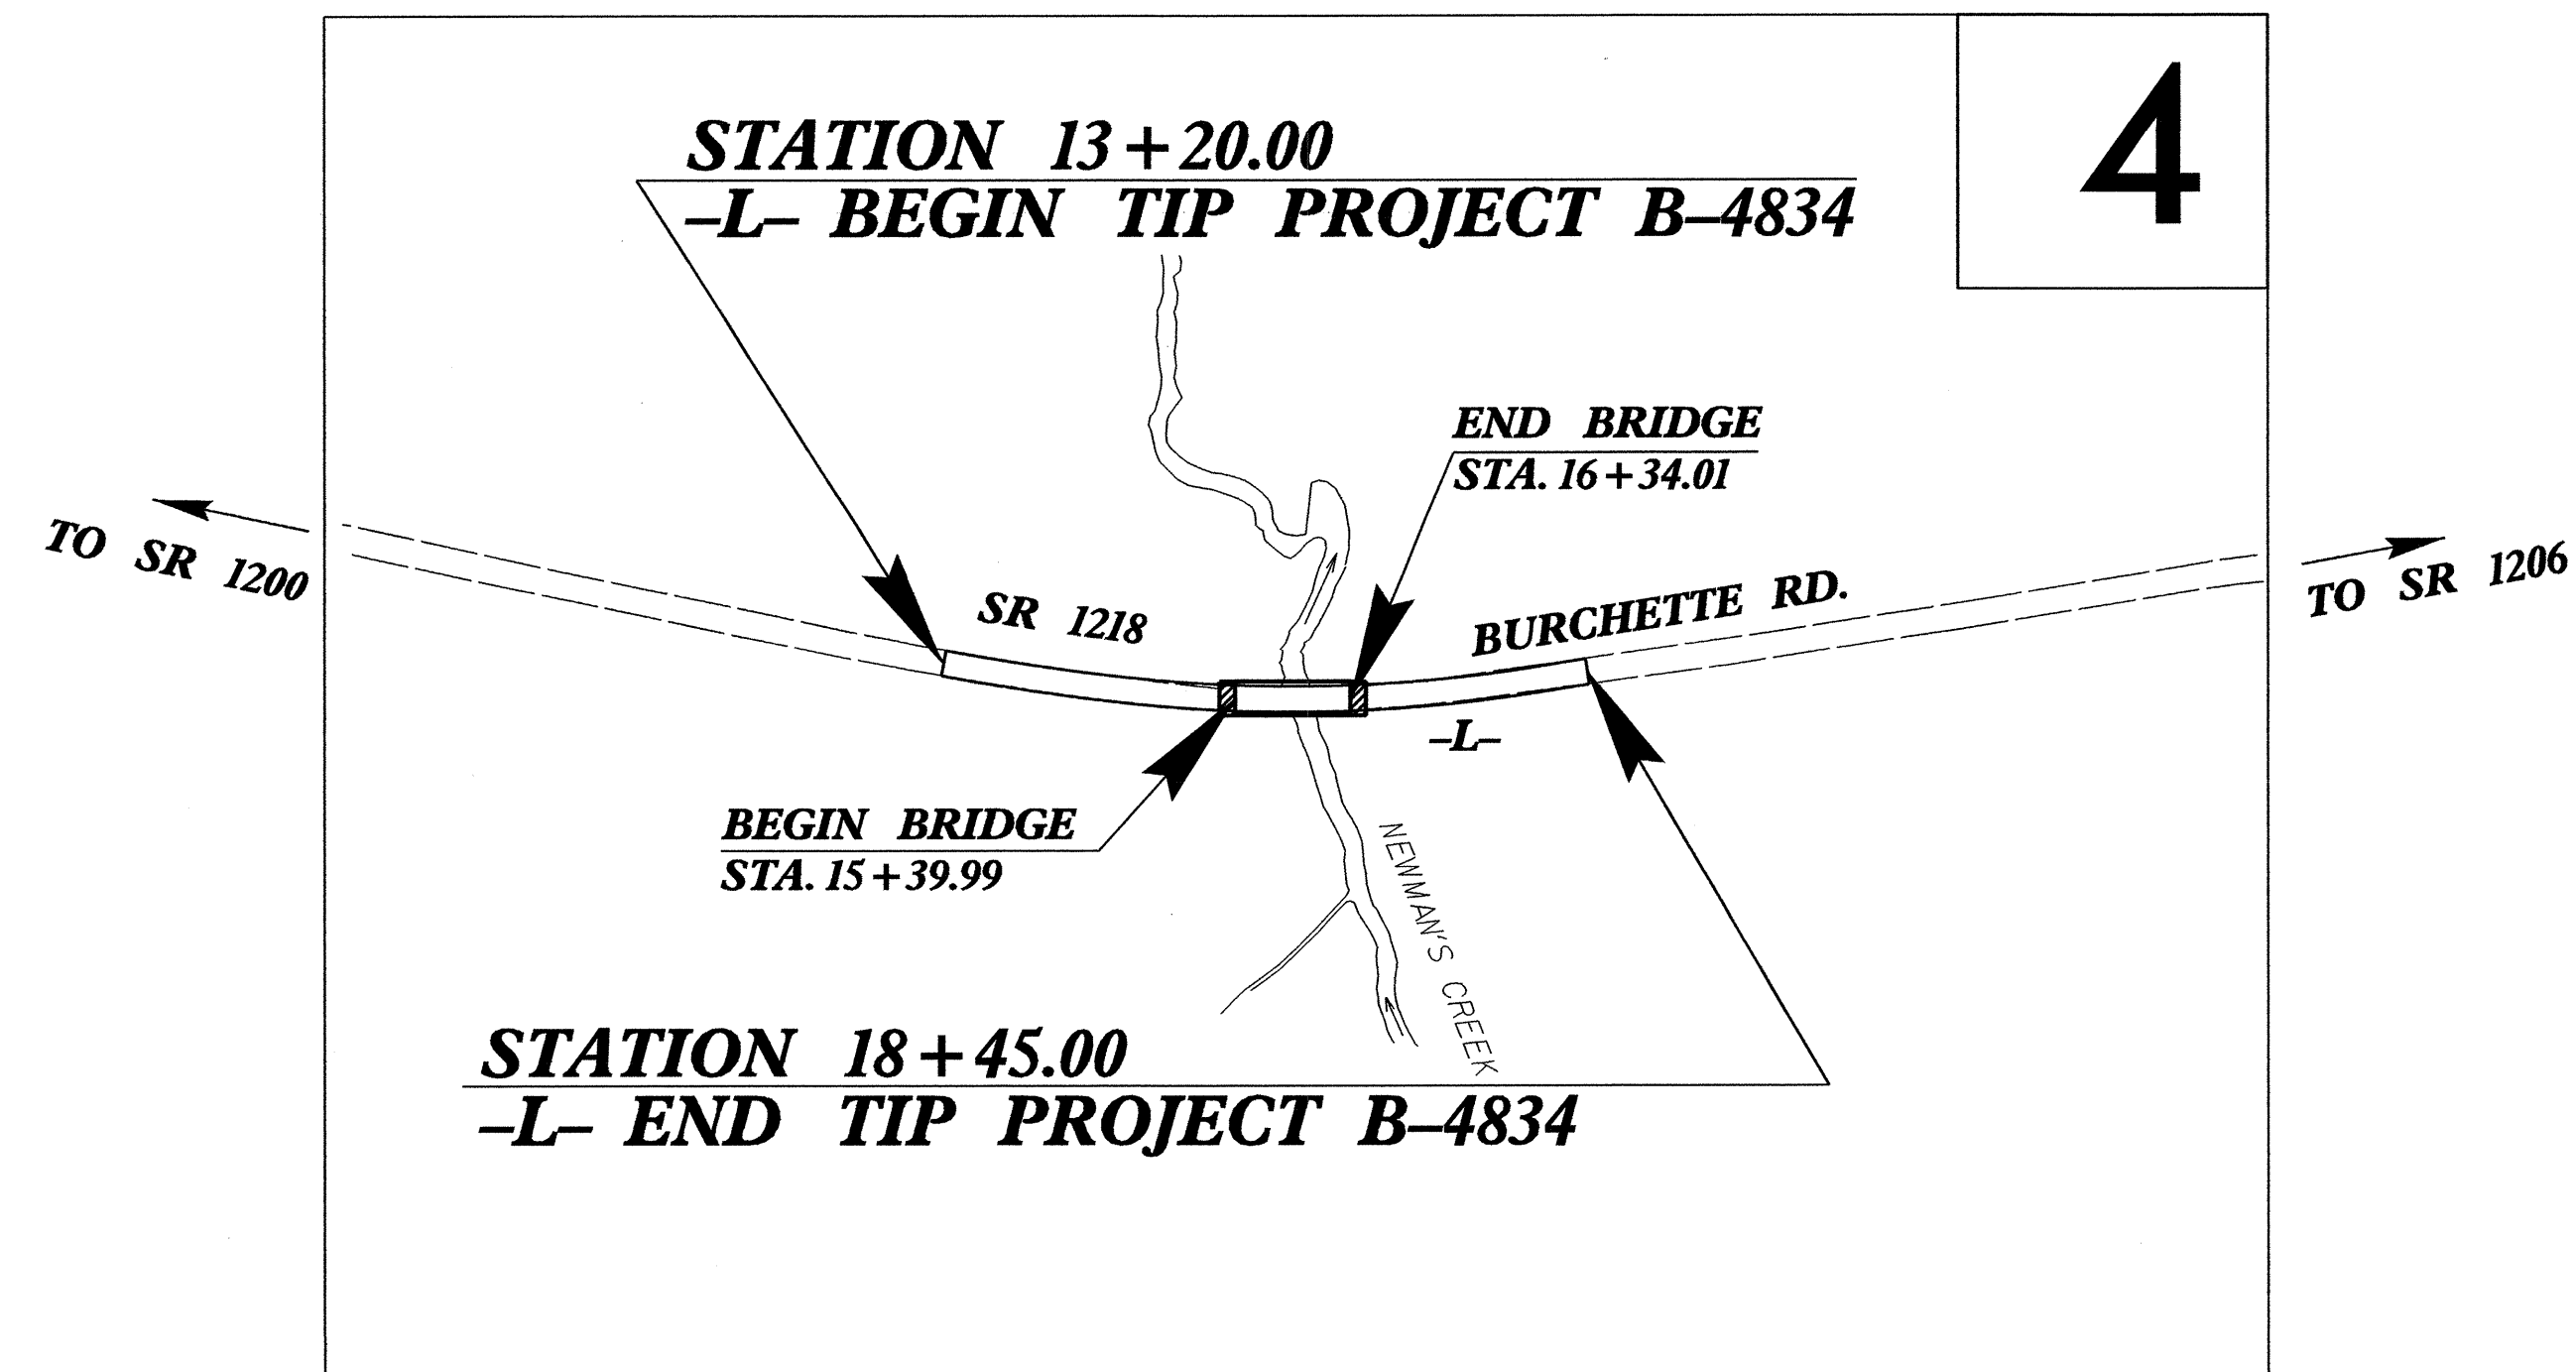 4
STATION 13+20.00
–L– BEGIN TIP PROJECT B–4834
END BRIDGE
STA. 16+34.01
TO SR 1200
SR 1218
BURCHETTE RD.
TO SR 1206
–L–
BEGIN BRIDGE
STA. 15+39.99
NEWMAN'S CREEK
STATION 18+45.00
–L– END TIP PROJECT B–4834